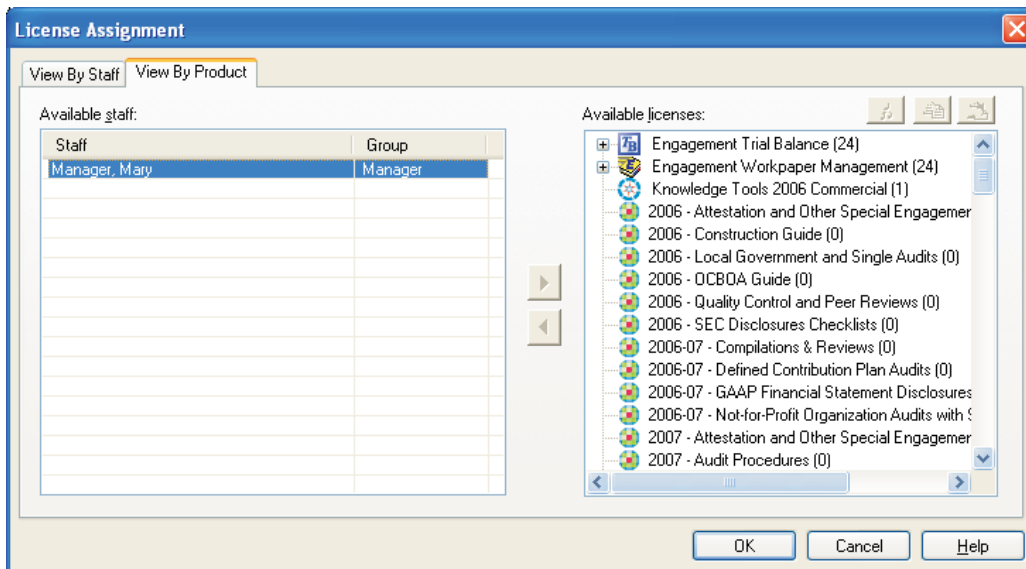 License Assignment
View By Staff
View By Product
Available staff:
Staff
Group
Manager, Mary
Manager
Available licenses:
Engagement Trial Balance (24)
Engagement Workpaper Management (24)
Knowledge Tools 2006 Commercial (1)
2006 - Attestation and Other Special Engagemen
2006 - Construction Guide (0)
2006 - Local Government and Single Audits (0)
2006 - OCBOA Guide (0)
2006 - Quality Control and Peer Reviews (0)
2006 - SEC Disclosures Checklists (0)
2006-07 - Compilations & Reviews (0)
2006-07 - Defined Contribution Plan Audits (0)
2006-07 - GAAP Financial Statement Disclosures
2006-07 - Not-for-Profit Organization Audits with S
2007 - Attestation and Other Special Engagemen
2007 - Audit Procedures (0)
OK
Cancel
Help